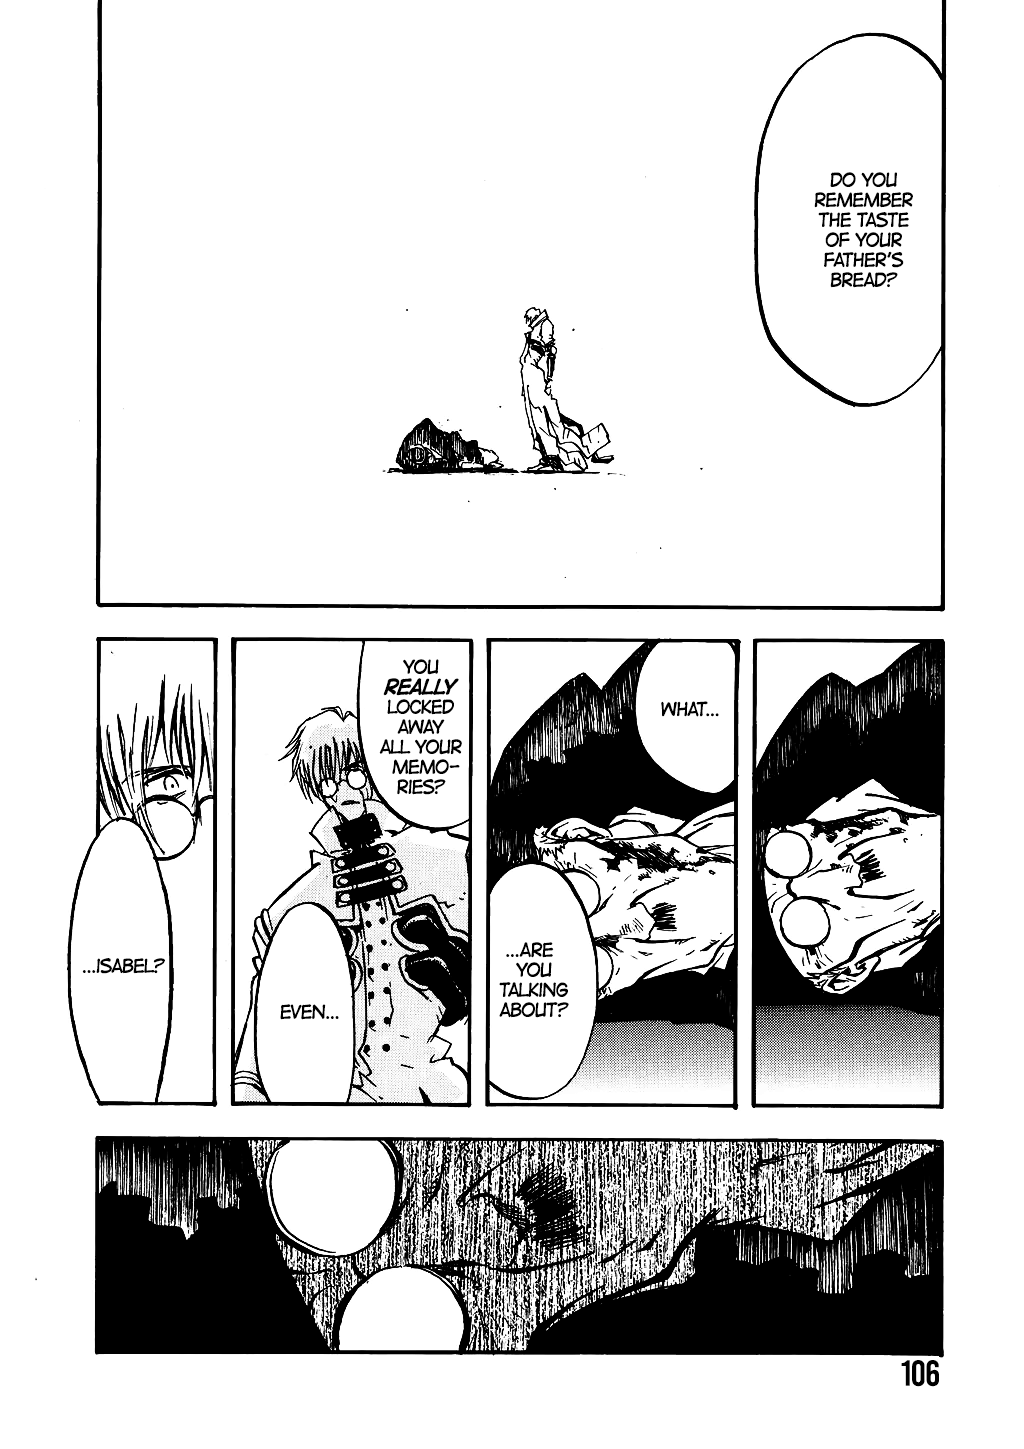 DO YOU
REMEMBER
THE TASTE
OF YOUR
FATHER'S
BREAD?
WHAT...
...ARE
YOU
TALKING
ABOUT?
YOU
REALLY
LOCKED
AWAY
ALL YOUR
MEMO-
RIES?
EVEN...
...ISABEL?
106